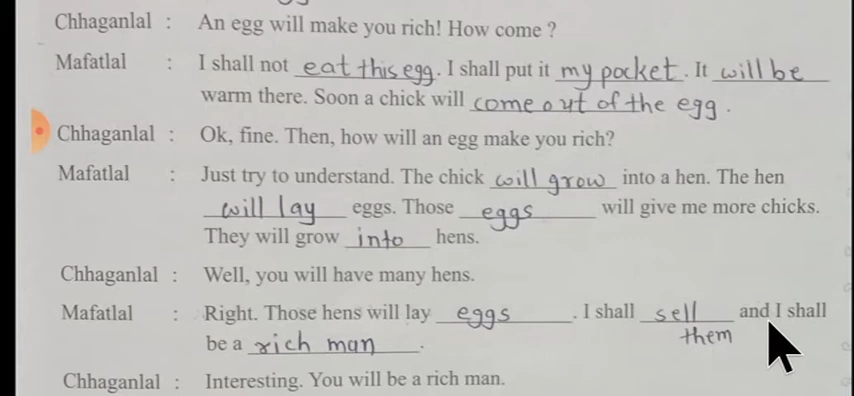 Chhaganlal : An egg will make you rich! How come ?
Mafatlal : I shall not eat this egg. I shall put it my pocket. It will be
warm there. Soon a chick will come out of the egg.
Chhaganlal : Ok, fine. Then, how will an egg make you rich?
Mafatlal : Just try to understand. The chick will grow into a hen. The hen
will lay eggs. Those eggs will give me more chicks.
They will grow into hens.
Chhaganlal : Well, you will have many hens.
Mafatlal : Right. Those hens will lay eggs. I shall sell and I shall
them
be a rich man.
Chhaganlal : Interesting. You will be a rich man.